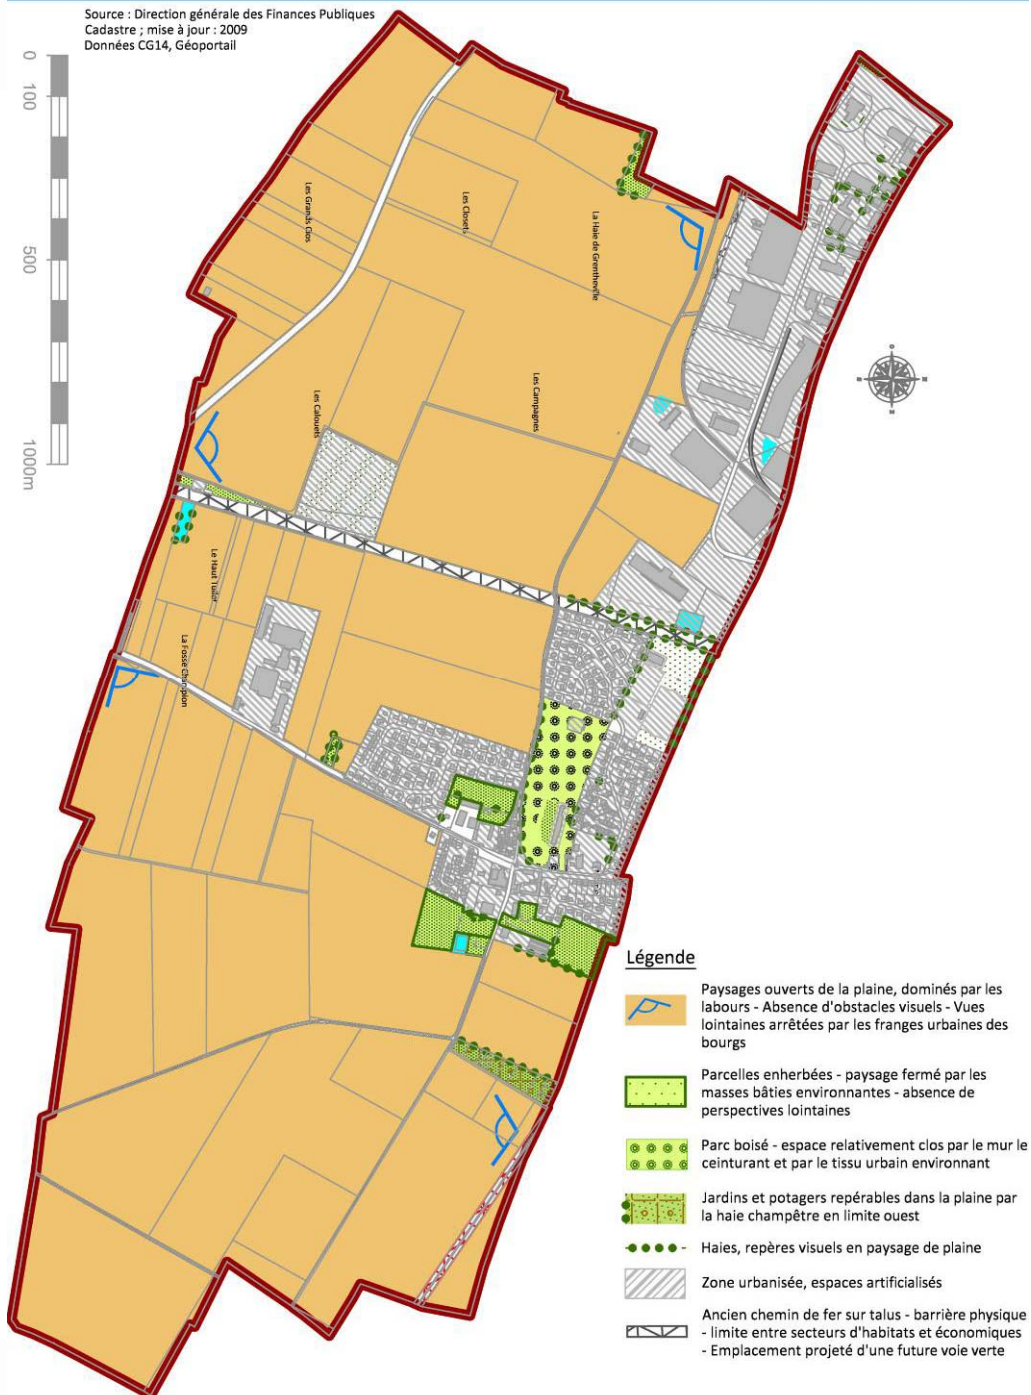 Source : Direction générale des Finances Publiques
Cadastre ; mise à jour : 2009
Données CG14, Géoportail
0
100
500
1000m
Les Grands Clos
Les Closets
La Haie de Grentheville
Les Calouets
Les Campagnes
Le Haut Tuilot
La Fosse Champion
Légende
Paysages ouverts de la plaine, dominés par les
labours - Absence d'obstacles visuels - Vues
lointaines arrêtées par les franges urbaines des
bourgs
Parcelles enherbées - paysage fermé par les
masses bâties environnantes - absence de
perspectives lointaines
Parc boisé - espace relativement clos par le mur le
ceinturant et par le tissu urbain environnant
Jardins et potagers repérables dans la plaine par
la haie champêtre en limite ouest
Haies, repères visuels en paysage de plaine
Zone urbanisée, espaces artificialisés
Ancien chemin de fer sur talus - barrière physique
- limite entre secteurs d'habitats et économiques
- Emplacement projeté d'une future voie verte